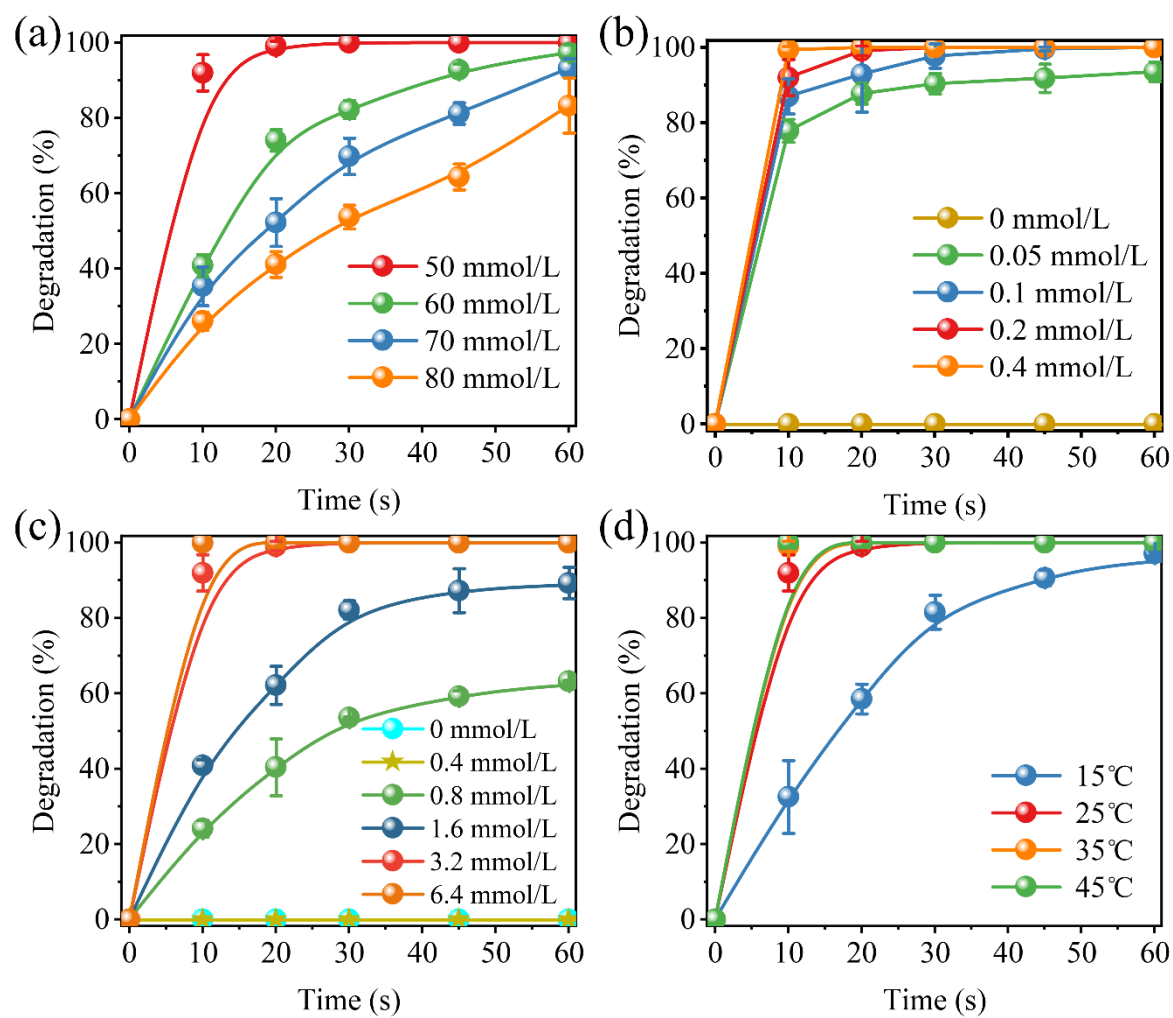 (a)
Degradation (%)
100
80
60
40
20
0
50 mmol/L
60 mmol/L
70 mmol/L
80 mmol/L
0 10 20 30 40 50 60
Time (s)
(b)
Degradation (%)
100
80
60
40
20
0
0 mmol/L
0.05 mmol/L
0.1 mmol/L
0.2 mmol/L
0.4 mmol/L
0 10 20 30 40 50 60
Time (s)
(c)
Degradation (%)
100
80
60
40
20
0
0 mmol/L
0.4 mmol/L
0.8 mmol/L
1.6 mmol/L
3.2 mmol/L
6.4 mmol/L
0 10 20 30 40 50 60
Time (s)
(d)
Degradation (%)
100
80
60
40
20
0
15℃
25℃
35℃
45℃
0 10 20 30 40 50 60
Time (s)